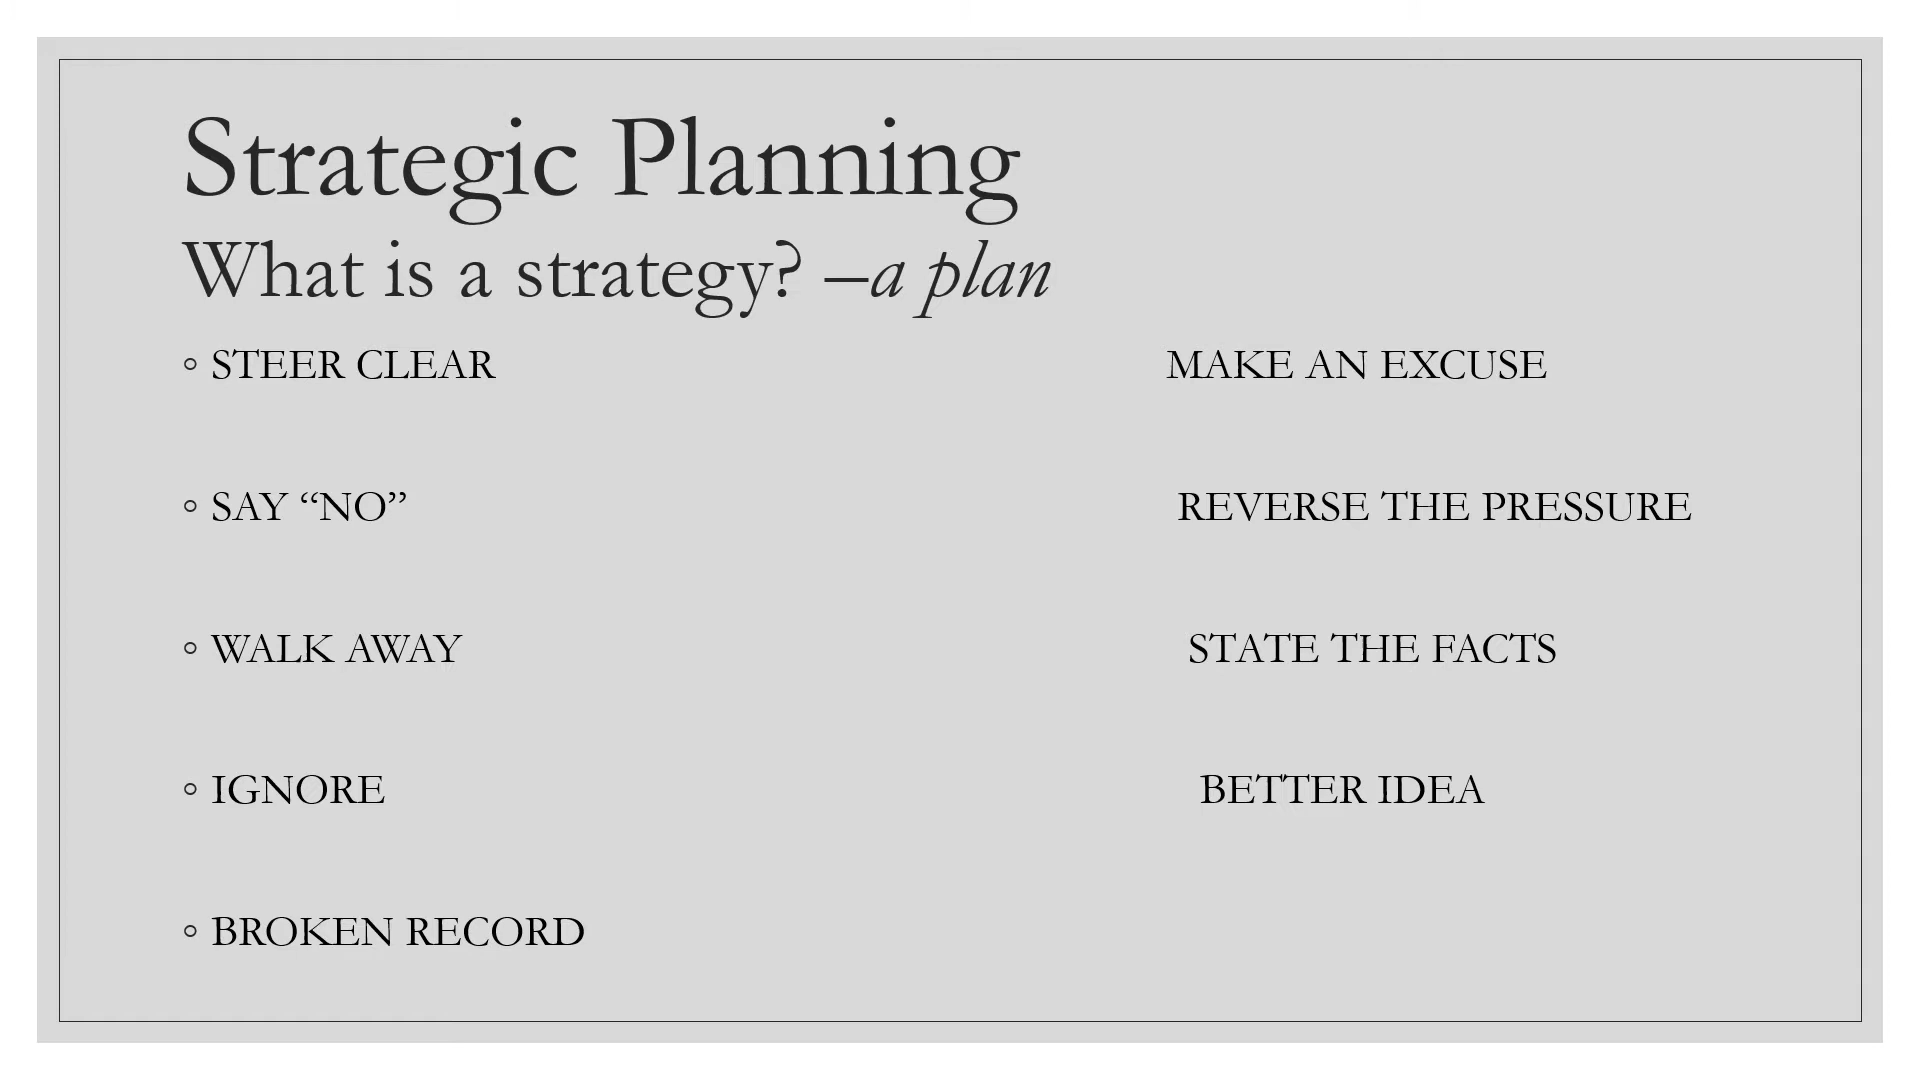 Strategic Planning
What is a strategy? –a plan
◦ STEER CLEAR MAKE AN EXCUSE
◦ SAY “NO” REVERSE THE PRESSURE
◦ WALK AWAY STATE THE FACTS
◦ IGNORE BETTER IDEA
◦ BROKEN RECORD